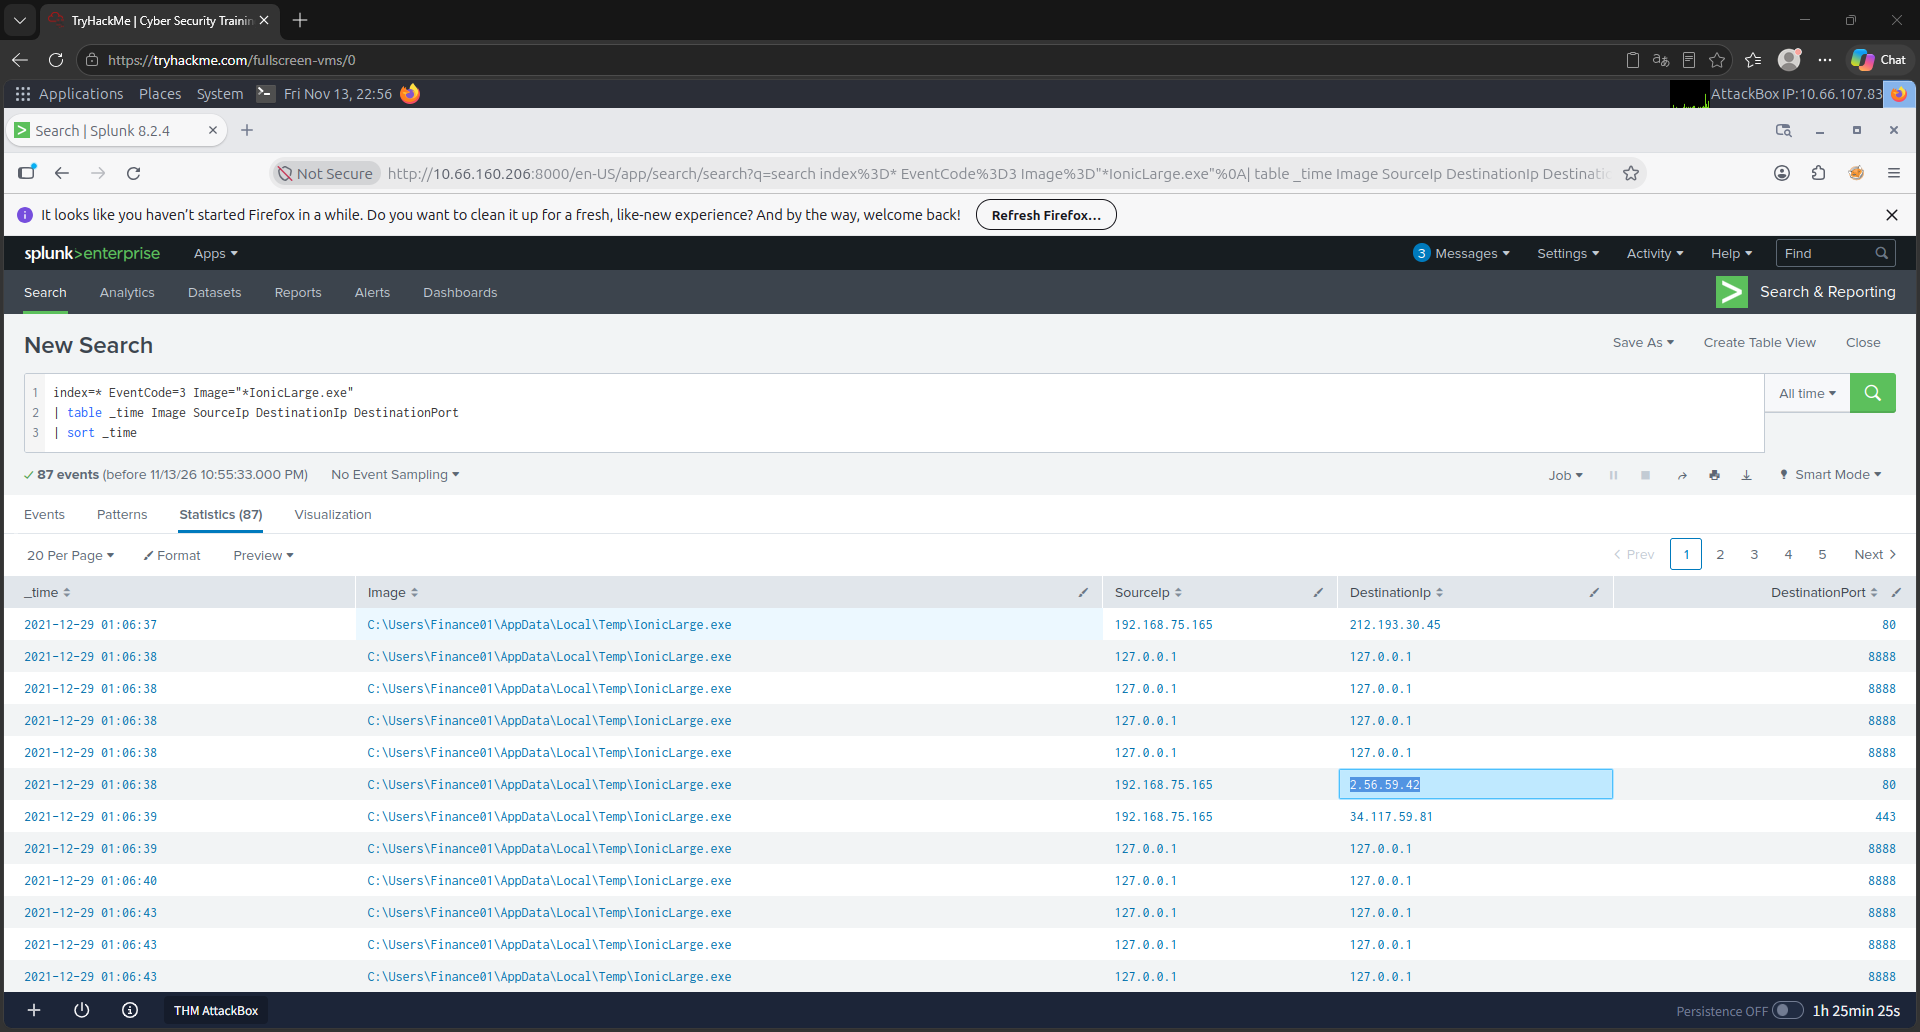 TryHackMe | Cyber Security Trainin
https://tryhackme.com/fullscreen-vms/0
Chat
Applications Places System Fri Nov 13, 22:56 AttackBox IP:10.66.107.83
Search | Splunk 8.2.4
Not Secure http://10.66.160.206:8000/en-US/app/search/search?q=search index%3D* EventCode%3D3 Image%3D"*IonicLarge.exe"%0A| table _time Image SourceIp DestinationIp Destinatio
It looks like you haven't started Firefox in a while. Do you want to clean it up for a fresh, like-new experience? And by the way, welcome back! Refresh Firefox...
splunk>enterprise Apps 3 Messages Settings Activity Help Find
Search Analytics Datasets Reports Alerts Dashboards Search & Reporting
New Search Save As Create Table View Close
1 index=* EventCode=3 Image="*IonicLarge.exe" All time
2 | table _time Image SourceIp DestinationIp DestinationPort
3 | sort _time
87 events (before 11/13/26 10:55:33.000 PM) No Event Sampling Job Smart Mode
Events Patterns Statistics (87) Visualization
20 Per Page Format Preview < Prev 1 2 3 4 5 Next >
_time Image SourceIp DestinationIp DestinationPort
2021-12-29 01:06:37 C:\Users\Finance01\AppData\Local\Temp\IonicLarge.exe 192.168.75.165 212.193.30.45 80
2021-12-29 01:06:38 C:\Users\Finance01\AppData\Local\Temp\IonicLarge.exe 127.0.0.1 127.0.0.1 8888
2021-12-29 01:06:38 C:\Users\Finance01\AppData\Local\Temp\IonicLarge.exe 127.0.0.1 127.0.0.1 8888
2021-12-29 01:06:38 C:\Users\Finance01\AppData\Local\Temp\IonicLarge.exe 127.0.0.1 127.0.0.1 8888
2021-12-29 01:06:38 C:\Users\Finance01\AppData\Local\Temp\IonicLarge.exe 127.0.0.1 127.0.0.1 8888
2021-12-29 01:06:38 C:\Users\Finance01\AppData\Local\Temp\IonicLarge.exe 192.168.75.165 2.56.59.42 80
2021-12-29 01:06:39 C:\Users\Finance01\AppData\Local\Temp\IonicLarge.exe 192.168.75.165 34.117.59.81 443
2021-12-29 01:06:39 C:\Users\Finance01\AppData\Local\Temp\IonicLarge.exe 127.0.0.1 127.0.0.1 8888
2021-12-29 01:06:40 C:\Users\Finance01\AppData\Local\Temp\IonicLarge.exe 127.0.0.1 127.0.0.1 8888
2021-12-29 01:06:43 C:\Users\Finance01\AppData\Local\Temp\IonicLarge.exe 127.0.0.1 127.0.0.1 8888
2021-12-29 01:06:43 C:\Users\Finance01\AppData\Local\Temp\IonicLarge.exe 127.0.0.1 127.0.0.1 8888
2021-12-29 01:06:43 C:\Users\Finance01\AppData\Local\Temp\IonicLarge.exe 127.0.0.1 127.0.0.1 8888
THM AttackBox Persistence OFF 1h 25min 25s